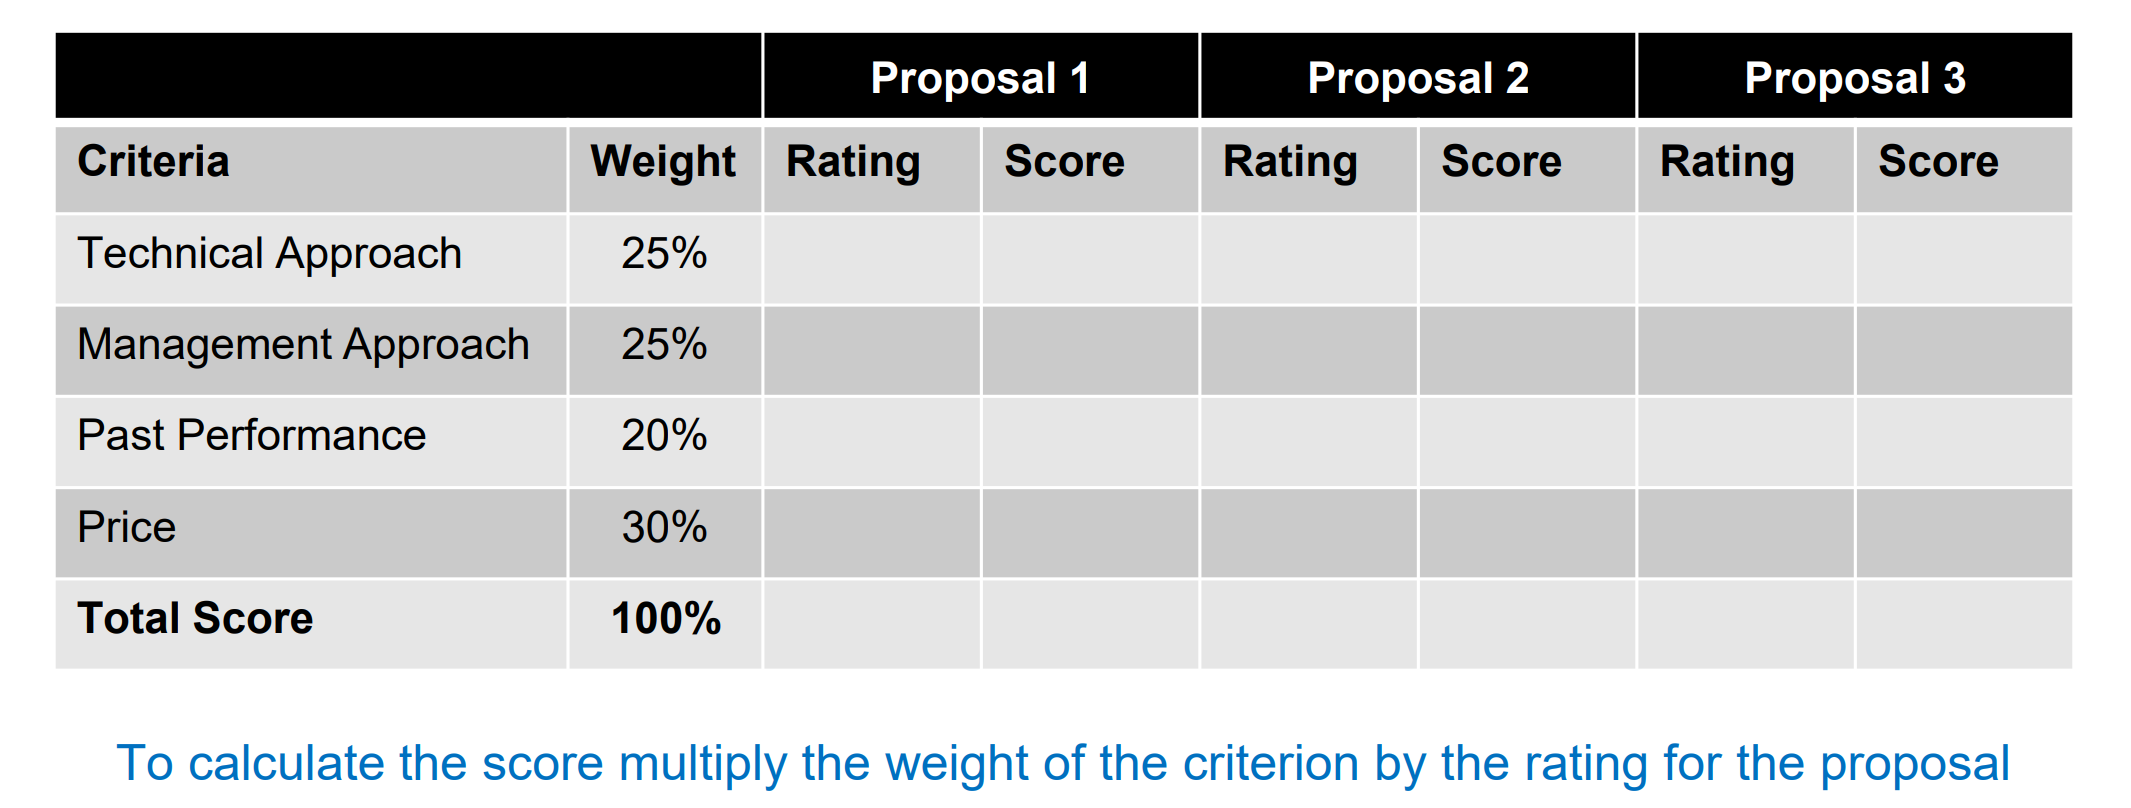 Proposal 1 Proposal 2 Proposal 3
Criteria Weight Rating Score Rating Score Rating Score
Technical Approach 25%
Management Approach 25%
Past Performance 20%
Price 30%
Total Score 100%
To calculate the score multiply the weight of the criterion by the rating for the proposal